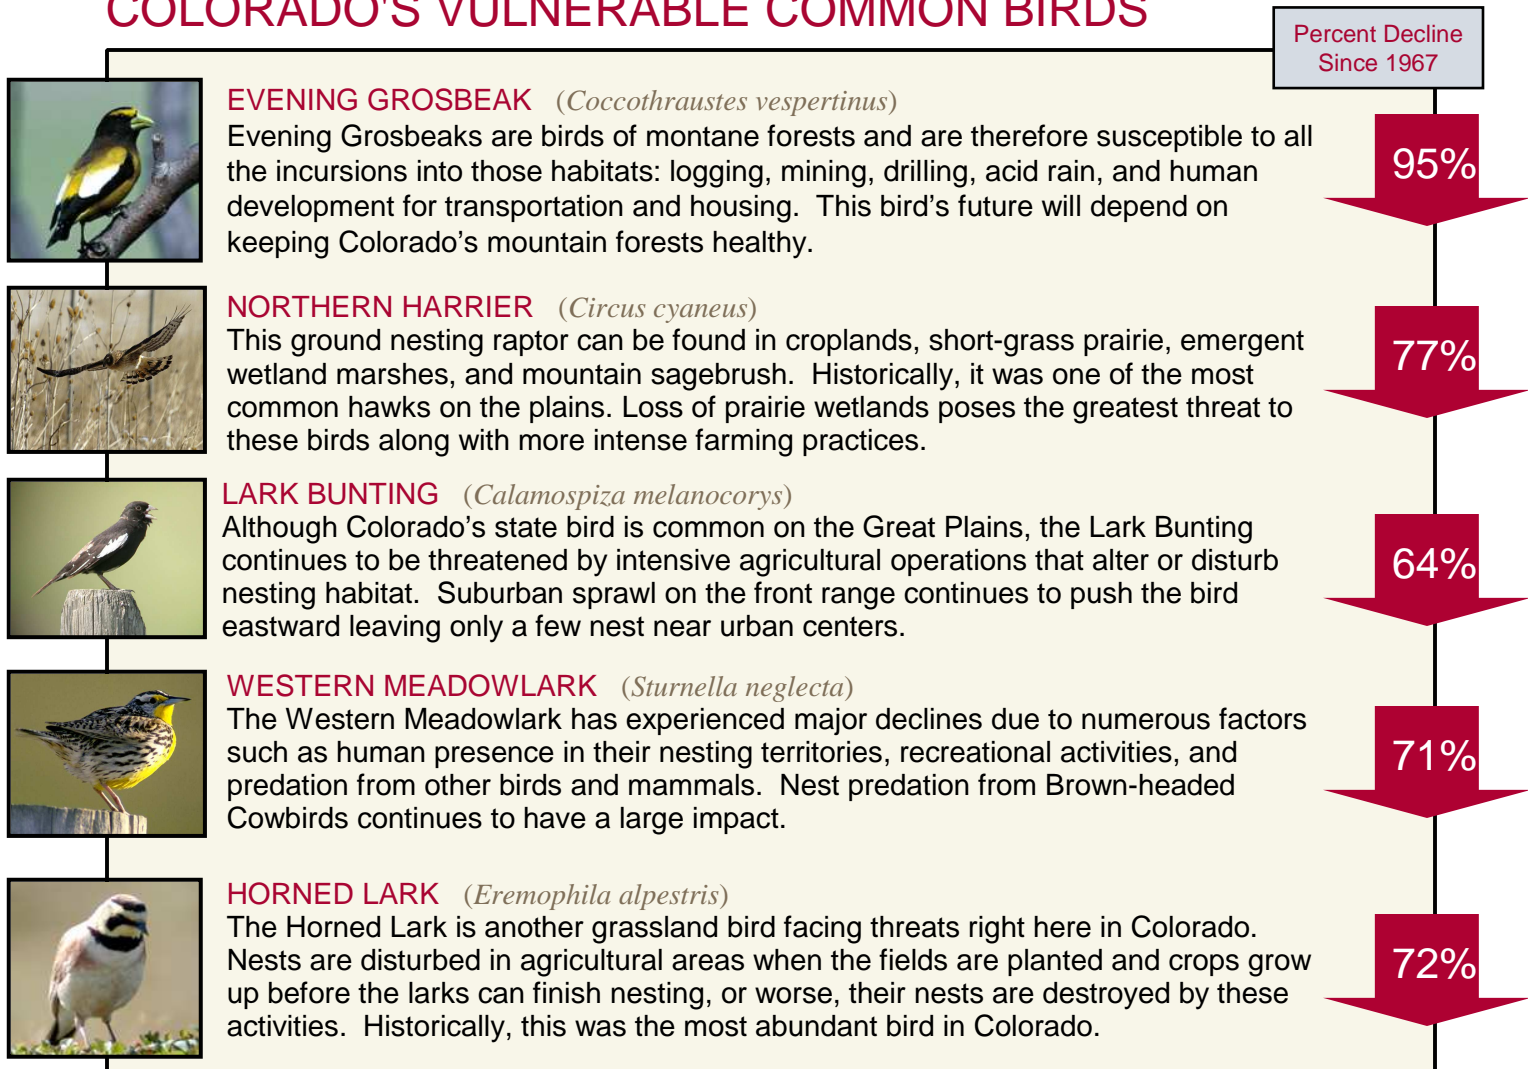 COLORADO'S VULNERABLE COMMON BIRDS
Percent Decline
Since 1967
EVENING GROSBEAK (Coccothraustes vespertinus)
Evening Grosbeaks are birds of montane forests and are therefore susceptible to all
the incursions into those habitats: logging, mining, drilling, acid rain, and human
development for transportation and housing.  This bird's future will depend on
keeping Colorado's mountain forests healthy.
95%
NORTHERN HARRIER (Circus cyaneus)
This ground nesting raptor can be found in croplands, short-grass prairie, emergent
wetland marshes, and mountain sagebrush.  Historically, it was one of the most
common hawks on the plains. Loss of prairie wetlands poses the greatest threat to
these birds along with more intense farming practices.
77%
LARK BUNTING (Calamospiza melanocorys)
Although Colorado's state bird is common on the Great Plains, the Lark Bunting
continues to be threatened by intensive agricultural operations that alter or disturb
nesting habitat.  Suburban sprawl on the front range continues to push the bird
eastward leaving only a few nest near urban centers.
64%
WESTERN MEADOWLARK (Sturnella neglecta)
The Western Meadowlark has experienced major declines due to numerous factors
such as human presence in their nesting territories, recreational activities, and
predation from other birds and mammals.  Nest predation from Brown-headed
Cowbirds continues to have a large impact.
71%
HORNED LARK (Eremophila alpestris)
The Horned Lark is another grassland bird facing threats right here in Colorado.
Nests are disturbed in agricultural areas when the fields are planted and crops grow
up before the larks can finish nesting, or worse, their nests are destroyed by these
activities.  Historically, this was the most abundant bird in Colorado.
72%